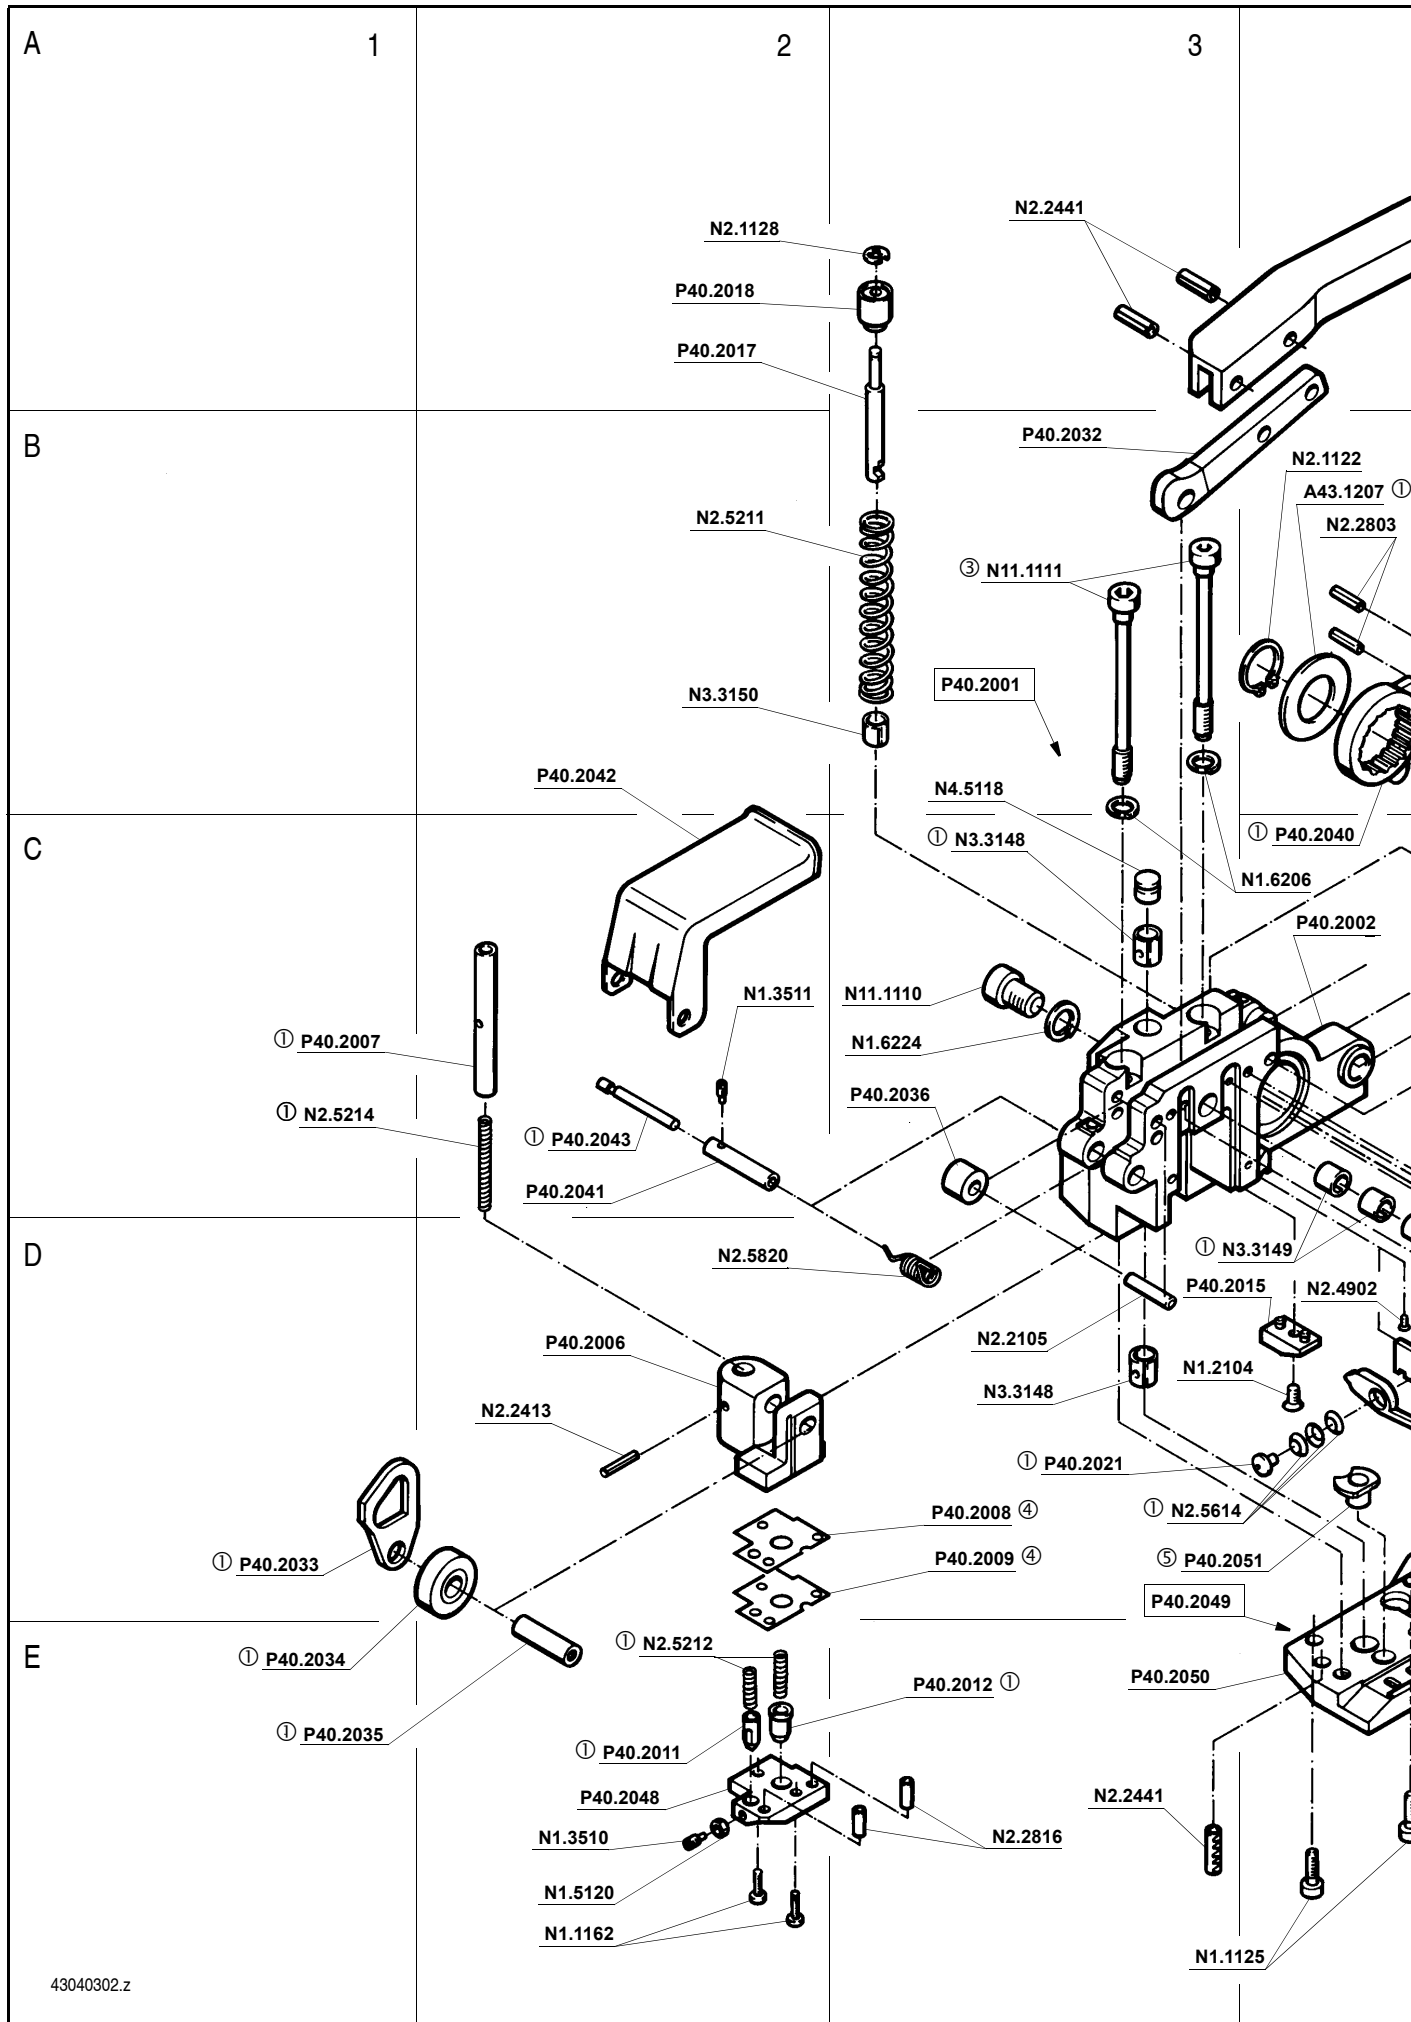 A
1
2
3
N2.2441
N2.1128
P40.2018
P40.2017
B
P40.2032
N2.1122
A43.1207 ①
N2.5211
N2.2803
③ N11.1111
P40.2001
N3.3150
P40.2042
N4.5118
① N3.3148
① P40.2040
C
N1.6206
P40.2002
N1.3511
N11.1110
① P40.2007
N1.6224
P40.2036
① N2.5214
① P40.2043
P40.2041
D
N2.5820
① N3.3149
P40.2015
N2.4902
P40.2006
N2.2105
N1.2104
N3.3148
N2.2413
① P40.2021
P40.2008 ④
① N2.5614
① P40.2033
P40.2009 ④
⑤ P40.2051
P40.2049
E
① P40.2034
① N2.5212
P40.2012 ①
P40.2050
① P40.2035
① P40.2011
P40.2048
N2.2441
N1.3510
N2.2816
N1.5120
N1.1162
N1.1125
43040302.z